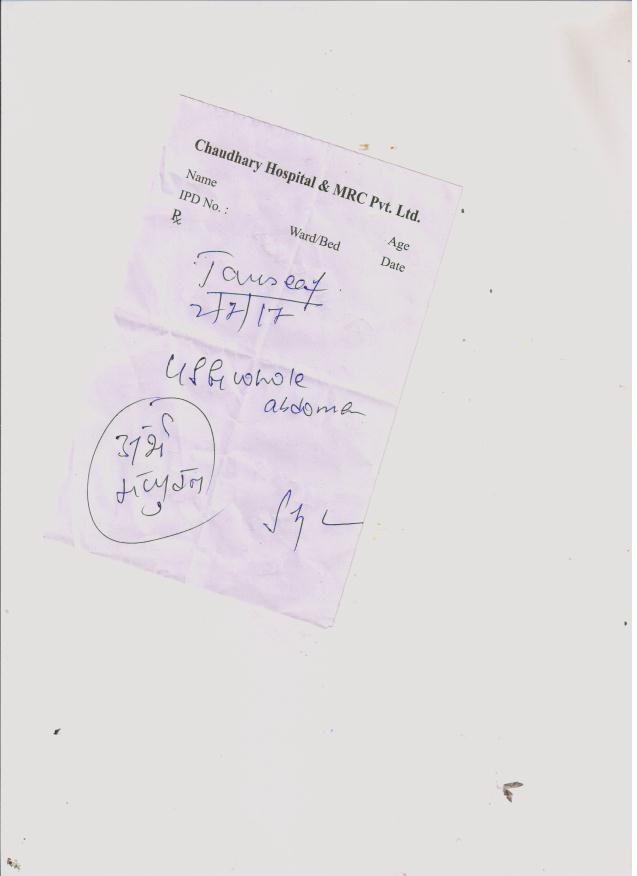 Chaudhary Hospital & MRC Pvt. Ltd.
Name Age
IPD No. : Ward/Bed Date
℞
Tauseef
2/7/17
USG whole
abdomen